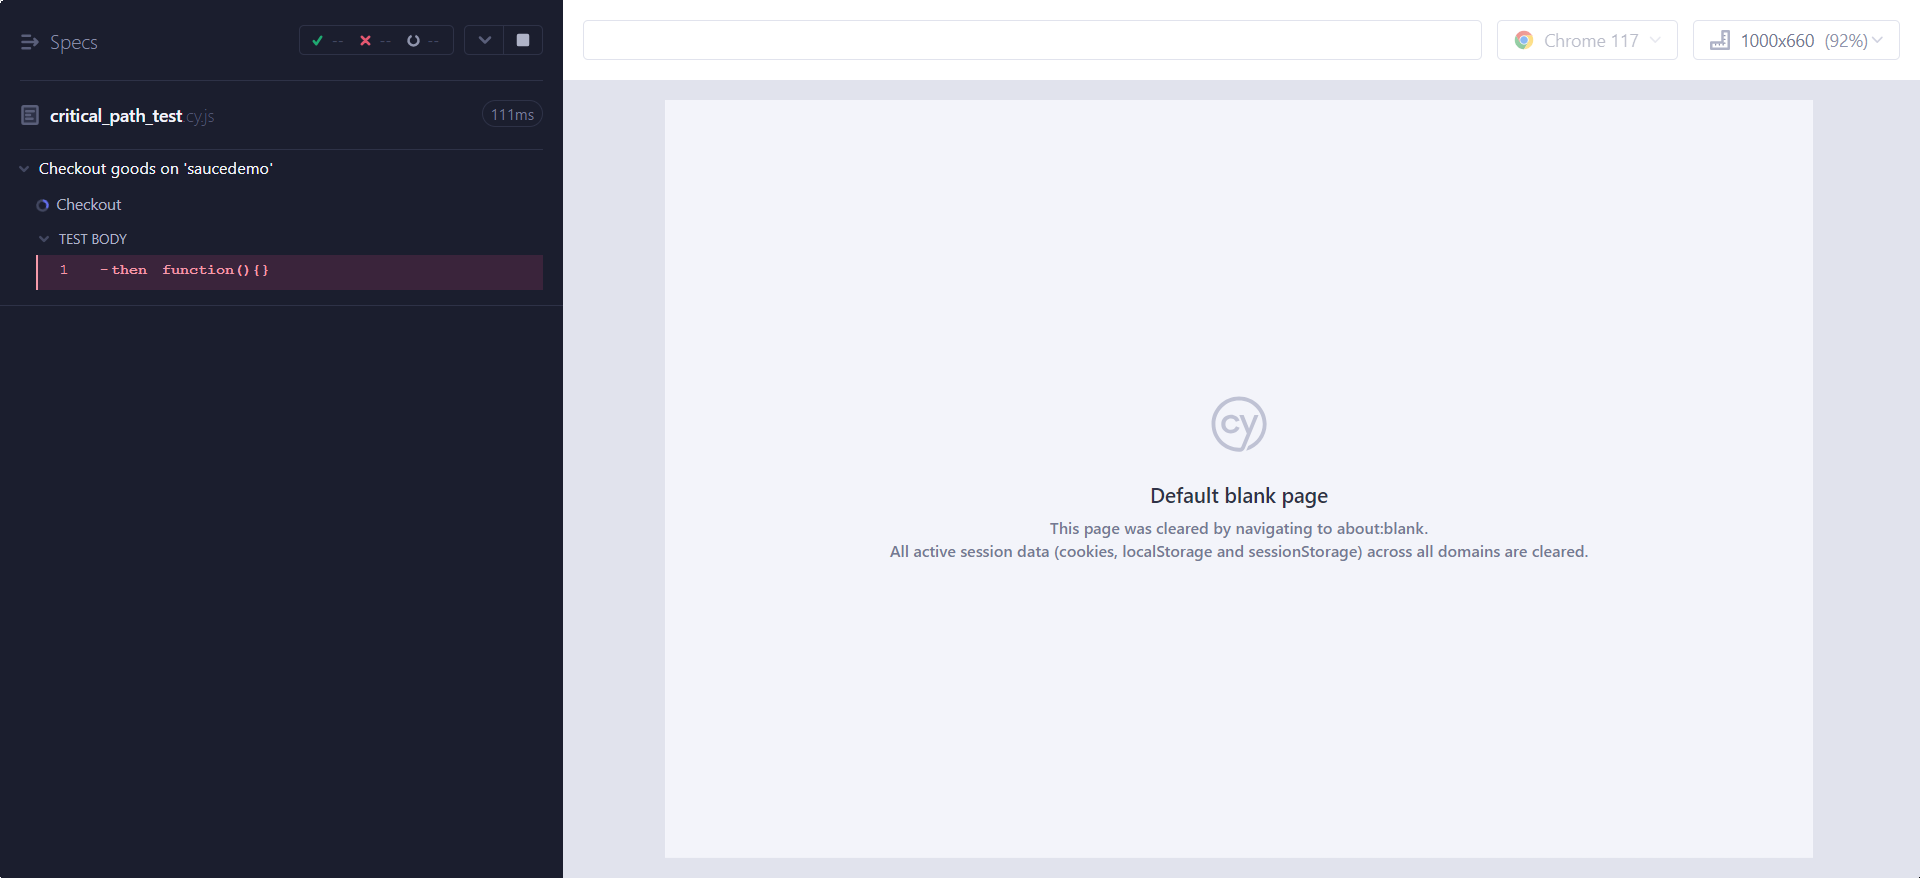 Specs
-- -- --
critical_path_test.cy.js 111ms
Checkout goods on 'saucedemo'
Checkout
TEST BODY
1 -then function(){}
Chrome 117
1000x660 (92%)
cy
Default blank page
This page was cleared by navigating to about:blank.
All active session data (cookies, localStorage and sessionStorage) across all domains are cleared.